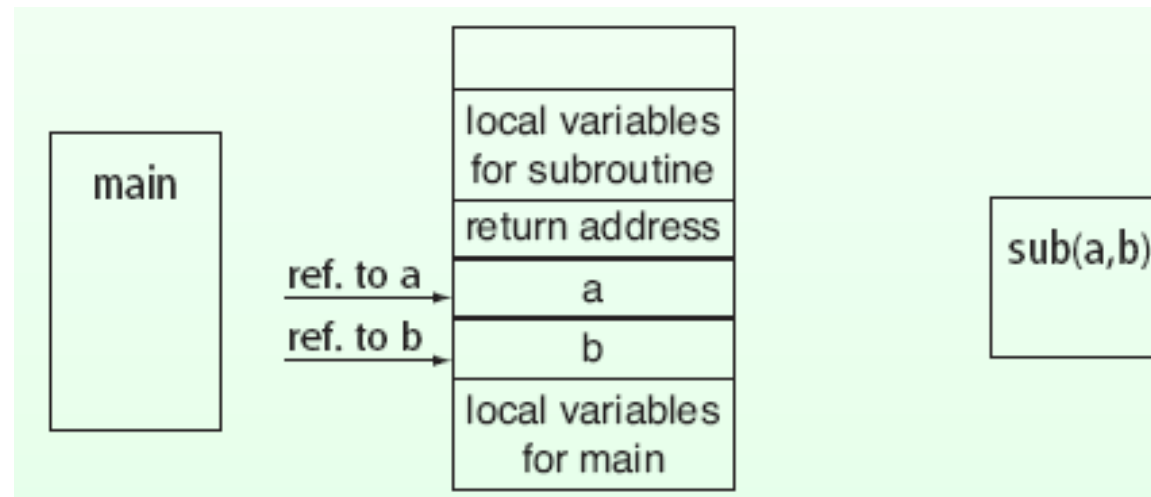 main
local variables
for subroutine
return address
ref. to a
a
ref. to b
b
local variables
for main
sub(a,b)